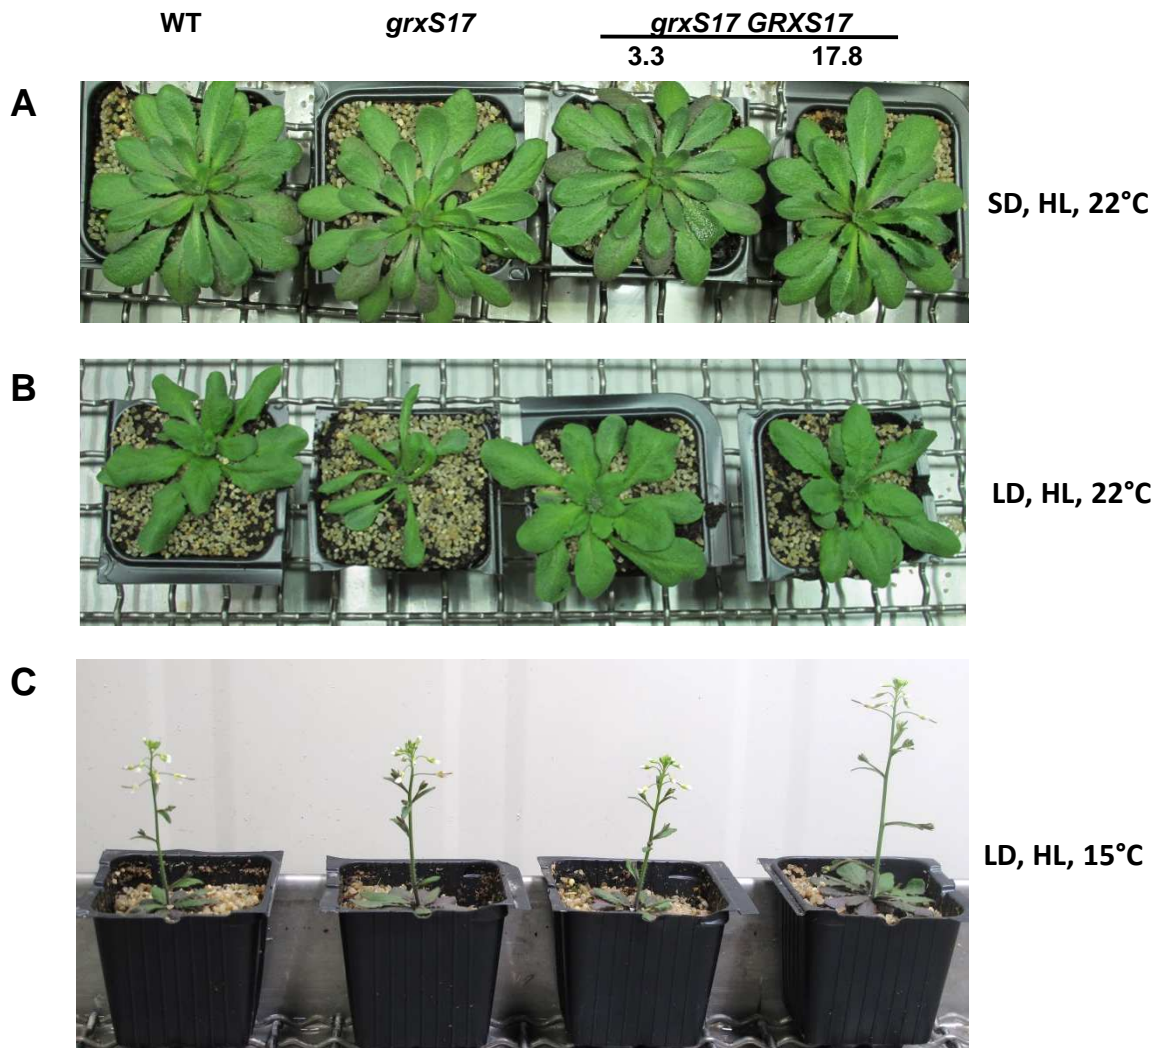 WT grxS17 grxS17 GRXS17
3.3 17.8
A
SD, HL, 22°C
B
LD, HL, 22°C
C
LD, HL, 15°C